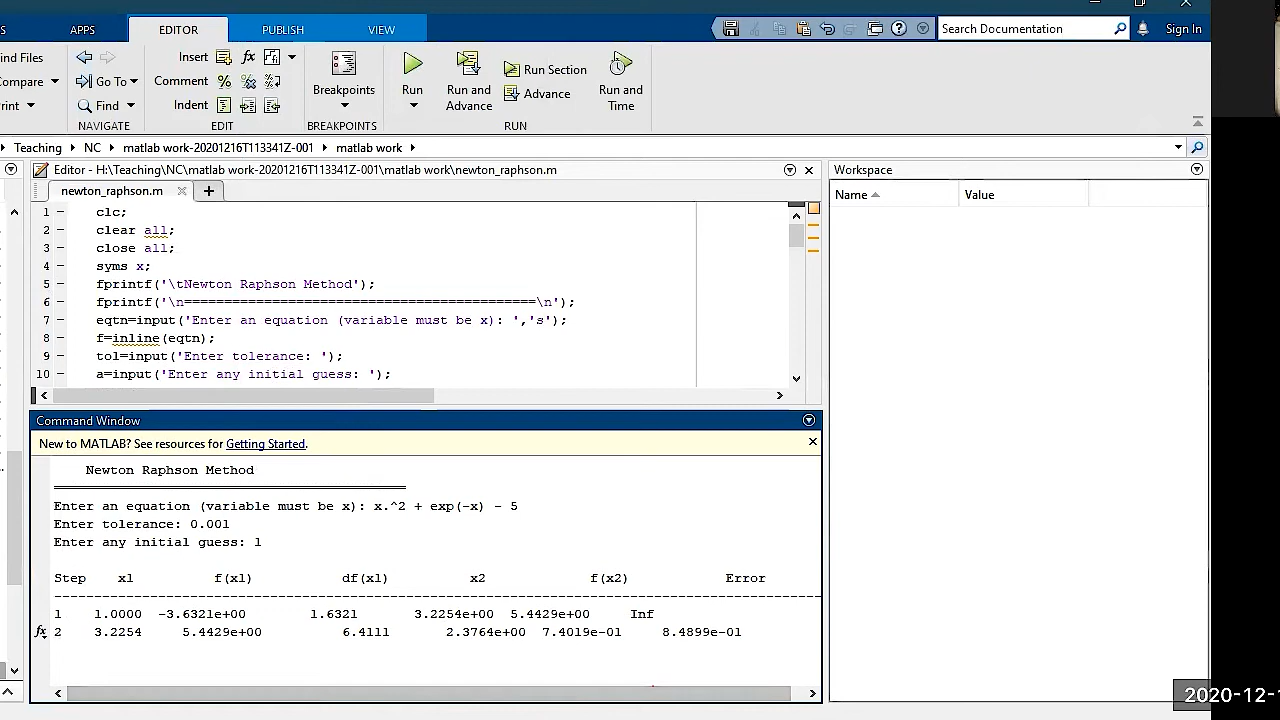 APPS EDITOR PUBLISH VIEW Search Documentation Sign In
Find Files Insert fx Run Section
Compare Go To Comment % Breakpoints Run Run and Advance Run and Time
Print Find Indent Advance
NAVIGATE EDIT BREAKPOINTS RUN
Teaching NC matlab work-20201216T113341Z-001 matlab work
Editor - H:\Teaching\NC\matlab work-20201216T113341Z-001\matlab work\newton_raphson.m
newton_raphson.m +
1 – clc;
2 – clear all;
3 – close all;
4 – syms x;
5 – fprintf('\tNewton Raphson Method');
6 – fprintf('\n============================================\n');
7 – eqtn=input('Enter an equation (variable must be x): ','s');
8 – f=inline(eqtn);
9 – tol=input('Enter tolerance: ');
10 – a=input('Enter any initial guess: ');
Workspace
Name Value
Command Window
New to MATLAB? See resources for Getting Started.
Newton Raphson Method
============================================
Enter an equation (variable must be x): x.^2 + exp(-x) - 5
Enter tolerance: 0.001
Enter any initial guess: 1
Step x1 f(x1) df(x1) x2 f(x2) Error
------------------------------------------------------------------------------------------------
1 1.0000 -3.6321e+00 1.6321 3.2254e+00 5.4429e+00 Inf
fx 2 3.2254 5.4429e+00 6.4111 2.3764e+00 7.4019e-01 8.4899e-01
2020-12-